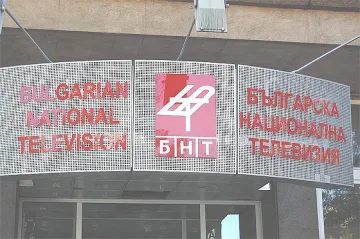 BULGARIAN
NATIONAL
TELEVISION
БНТ
БЪЛГАРСКА
НАЦИОНАЛНА
ТЕЛЕВИЗИЯ